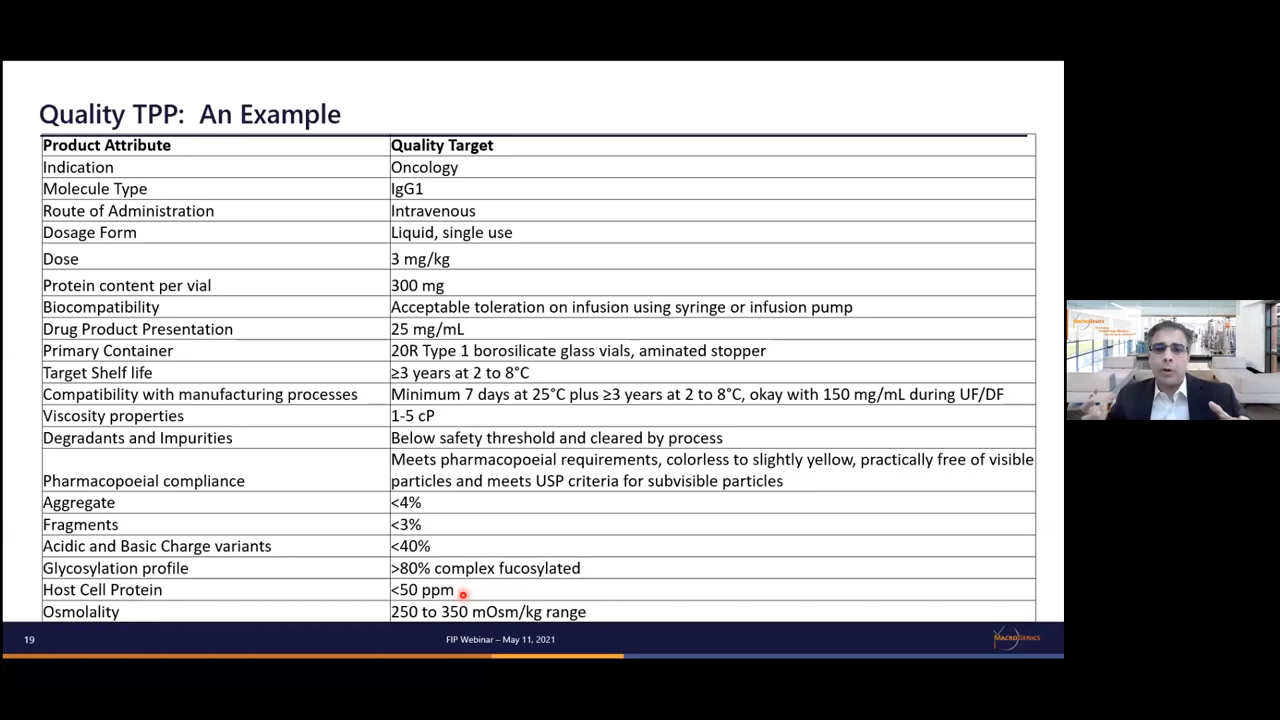 Quality TPP: An Example
Product Attribute Quality Target
Indication Oncology
Molecule Type IgG1
Route of Administration Intravenous
Dosage Form Liquid, single use
Dose 3 mg/kg
Protein content per vial 300 mg
Biocompatibility Acceptable toleration on infusion using syringe or infusion pump
Drug Product Presentation 25 mg/mL
Primary Container 20R Type 1 borosilicate glass vials, aminated stopper
Target Shelf life ≥3 years at 2 to 8°C
Compatibility with manufacturing processes Minimum 7 days at 25°C plus ≥3 years at 2 to 8°C, okay with 150 mg/mL during UF/DF
Viscosity properties 1-5 cP
Degradants and Impurities Below safety threshold and cleared by process
Meets pharmacopoeial requirements, colorless to slightly yellow, practically free of visible
Pharmacopoeial compliance particles and meets USP criteria for subvisible particles
Aggregate <4%
Fragments <3%
Acidic and Basic Charge variants <40%
Glycosylation profile >80% complex fucosylated
Host Cell Protein <50 ppm
Osmolality 250 to 350 mOsm/kg range
19 FIP Webinar – May 11, 2021 MACROGENICS
MACROGENICS